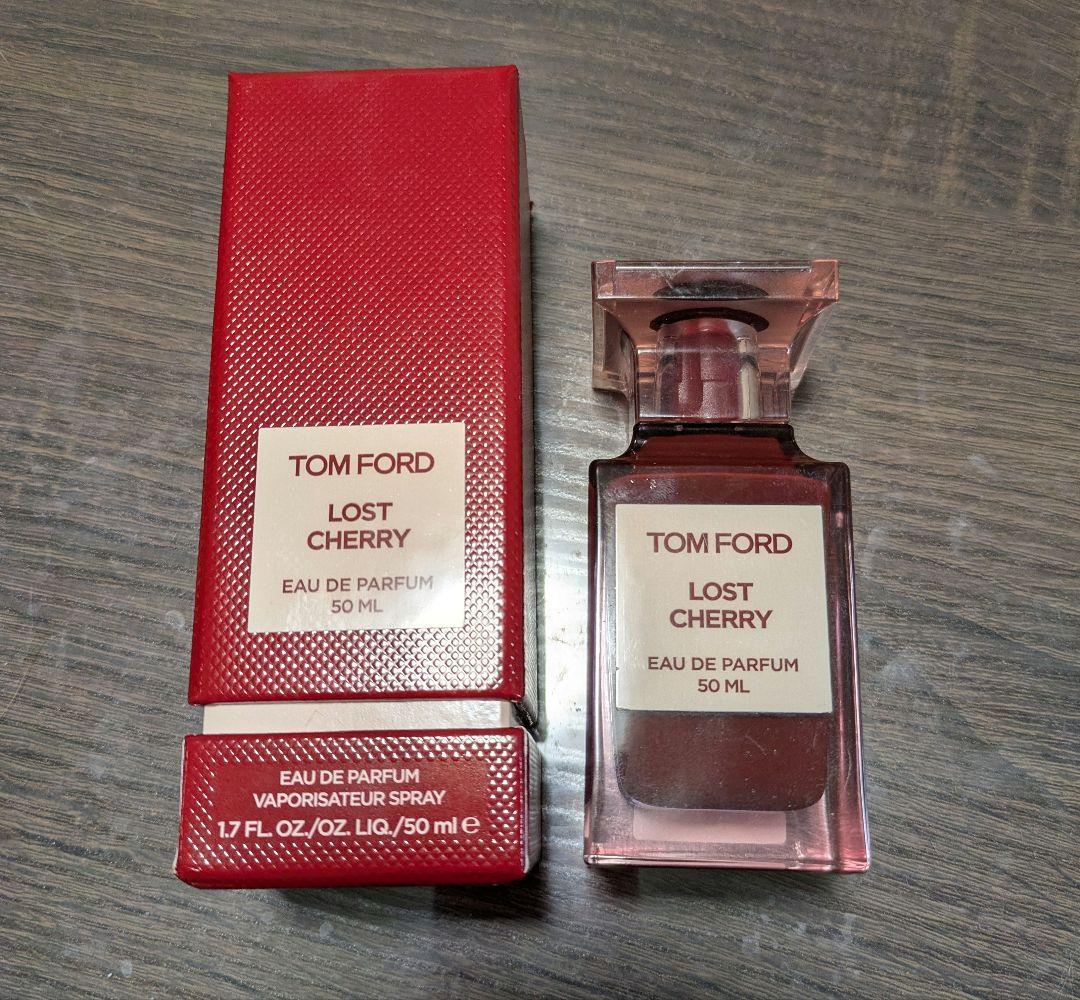 TOM FORD
LOST
CHERRY
EAU DE PARFUM
50 ML
EAU DE PARFUM
VAPORISATEUR SPRAY
1.7 FL. OZ./OZ. LIQ./50 ml ℮
TOM FORD
LOST
CHERRY
EAU DE PARFUM
50 ML